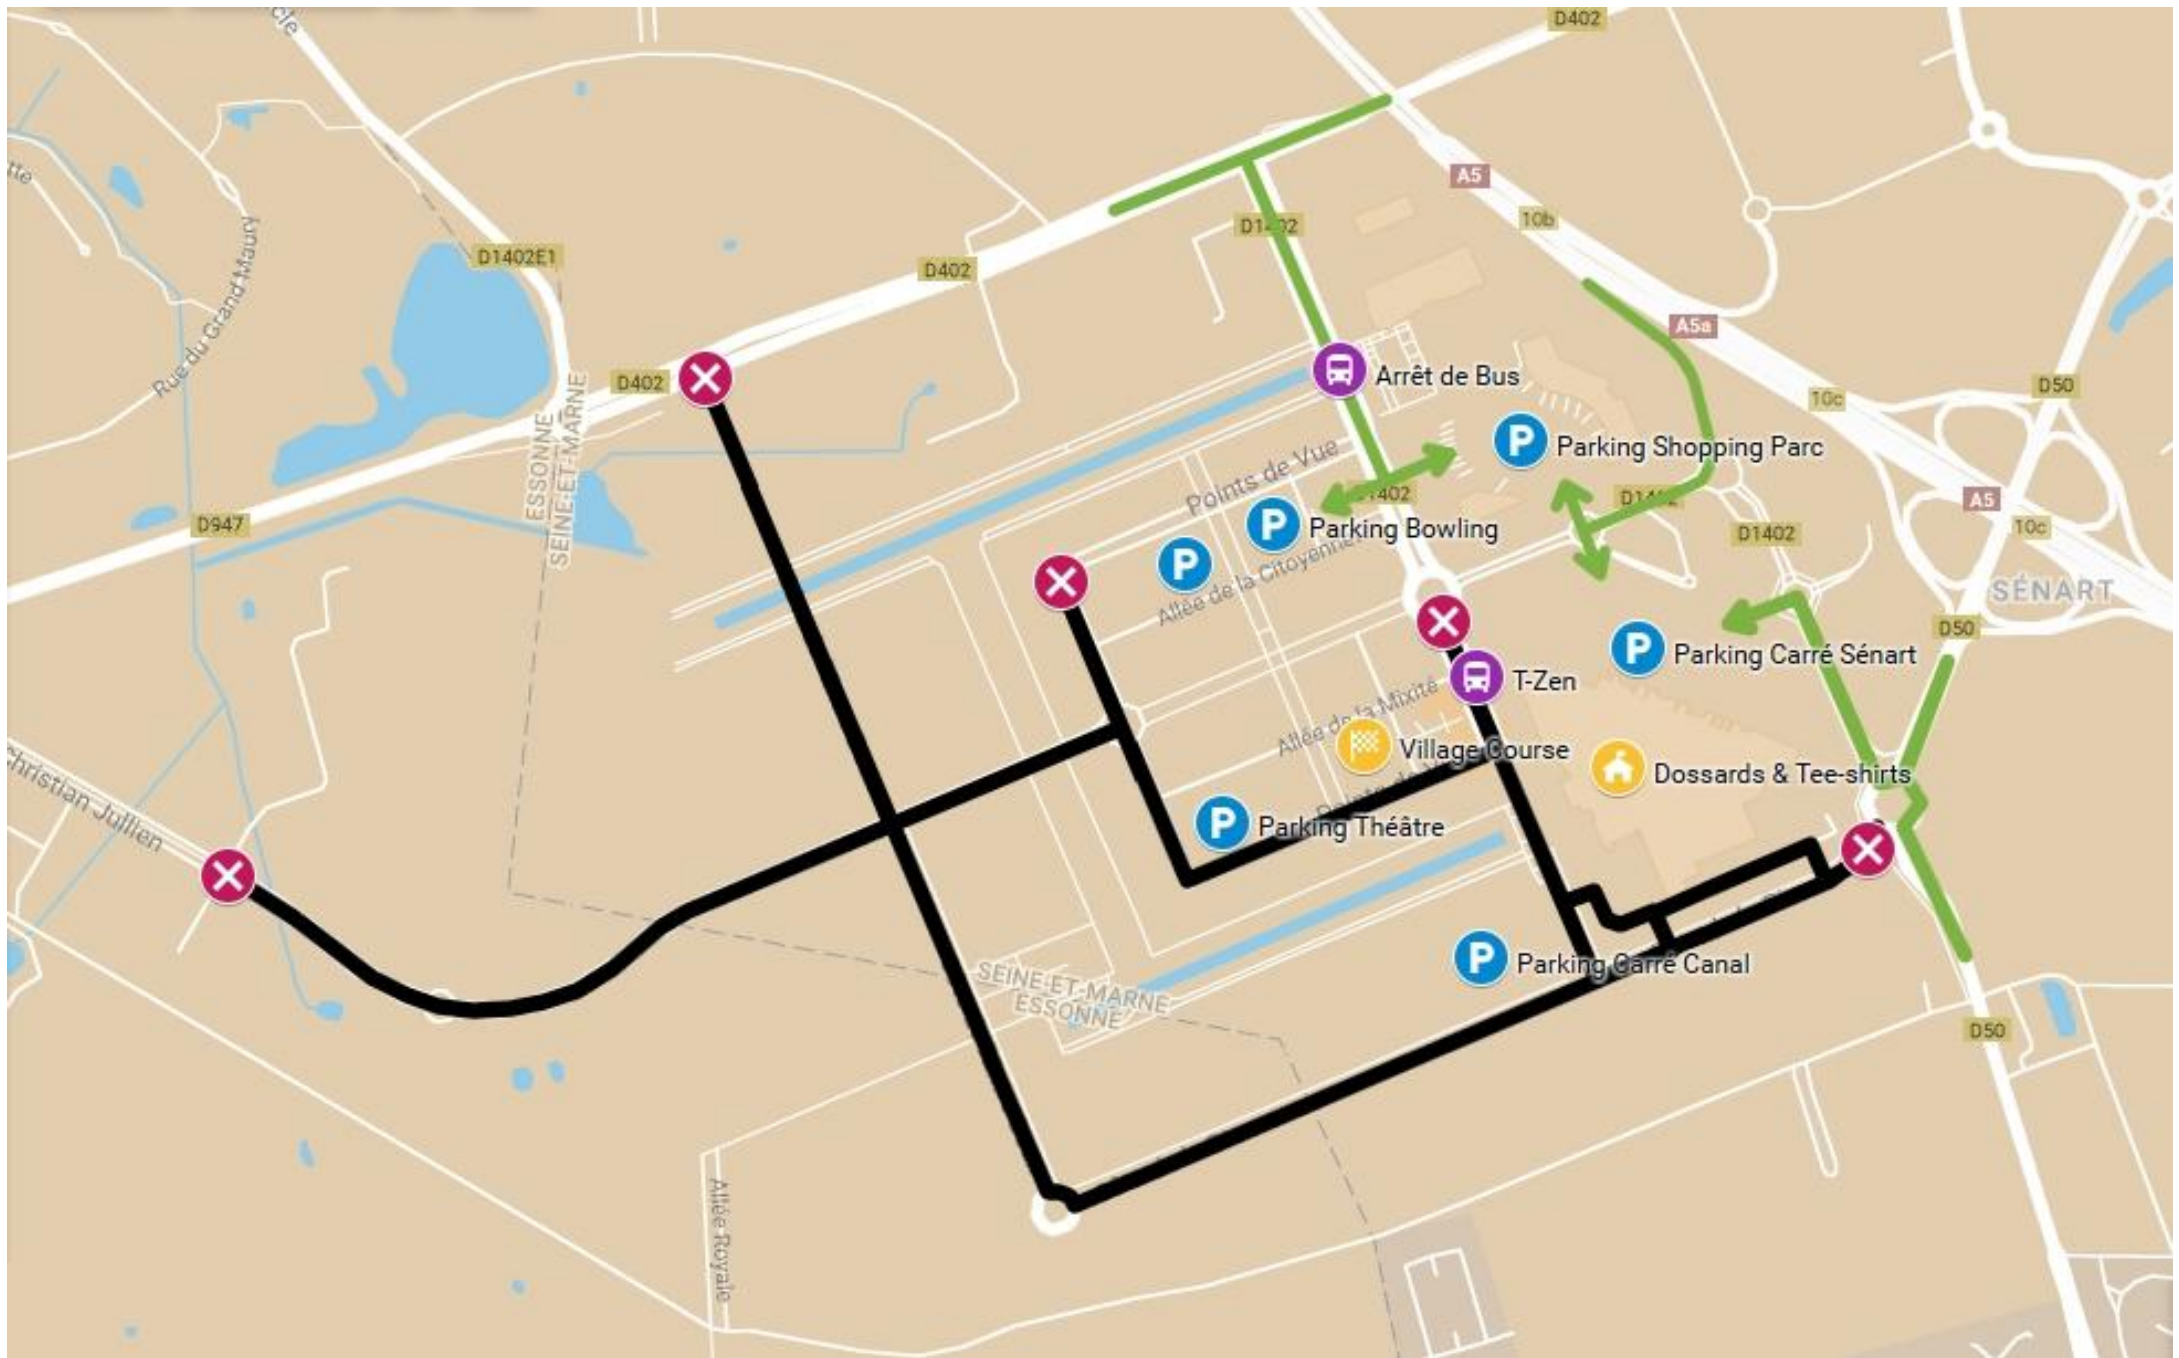 D402
cle
A5
tte
10b
D1402
D1402E1
D402
Rue du Grand Maury
A5a
Arrêt de Bus
D402
D50
10c
ESSONNE
SEINE-ET-MARNE
Parking Shopping Parc
Points de Vue
D1402
D1402
A5
D947
Parking Bowling
10c
D1402
Allée de la Citoyenne
SÉNART
D50
Parking Carré Sénart
T-Zen
Allée de la Mixité
Village Course
Christian Jullien
Dossards & Tee-shirts
Parking Théâtre
Parking Carré Canal
SEINE-ET-MARNE
ESSONNE
D50
Allée Royale